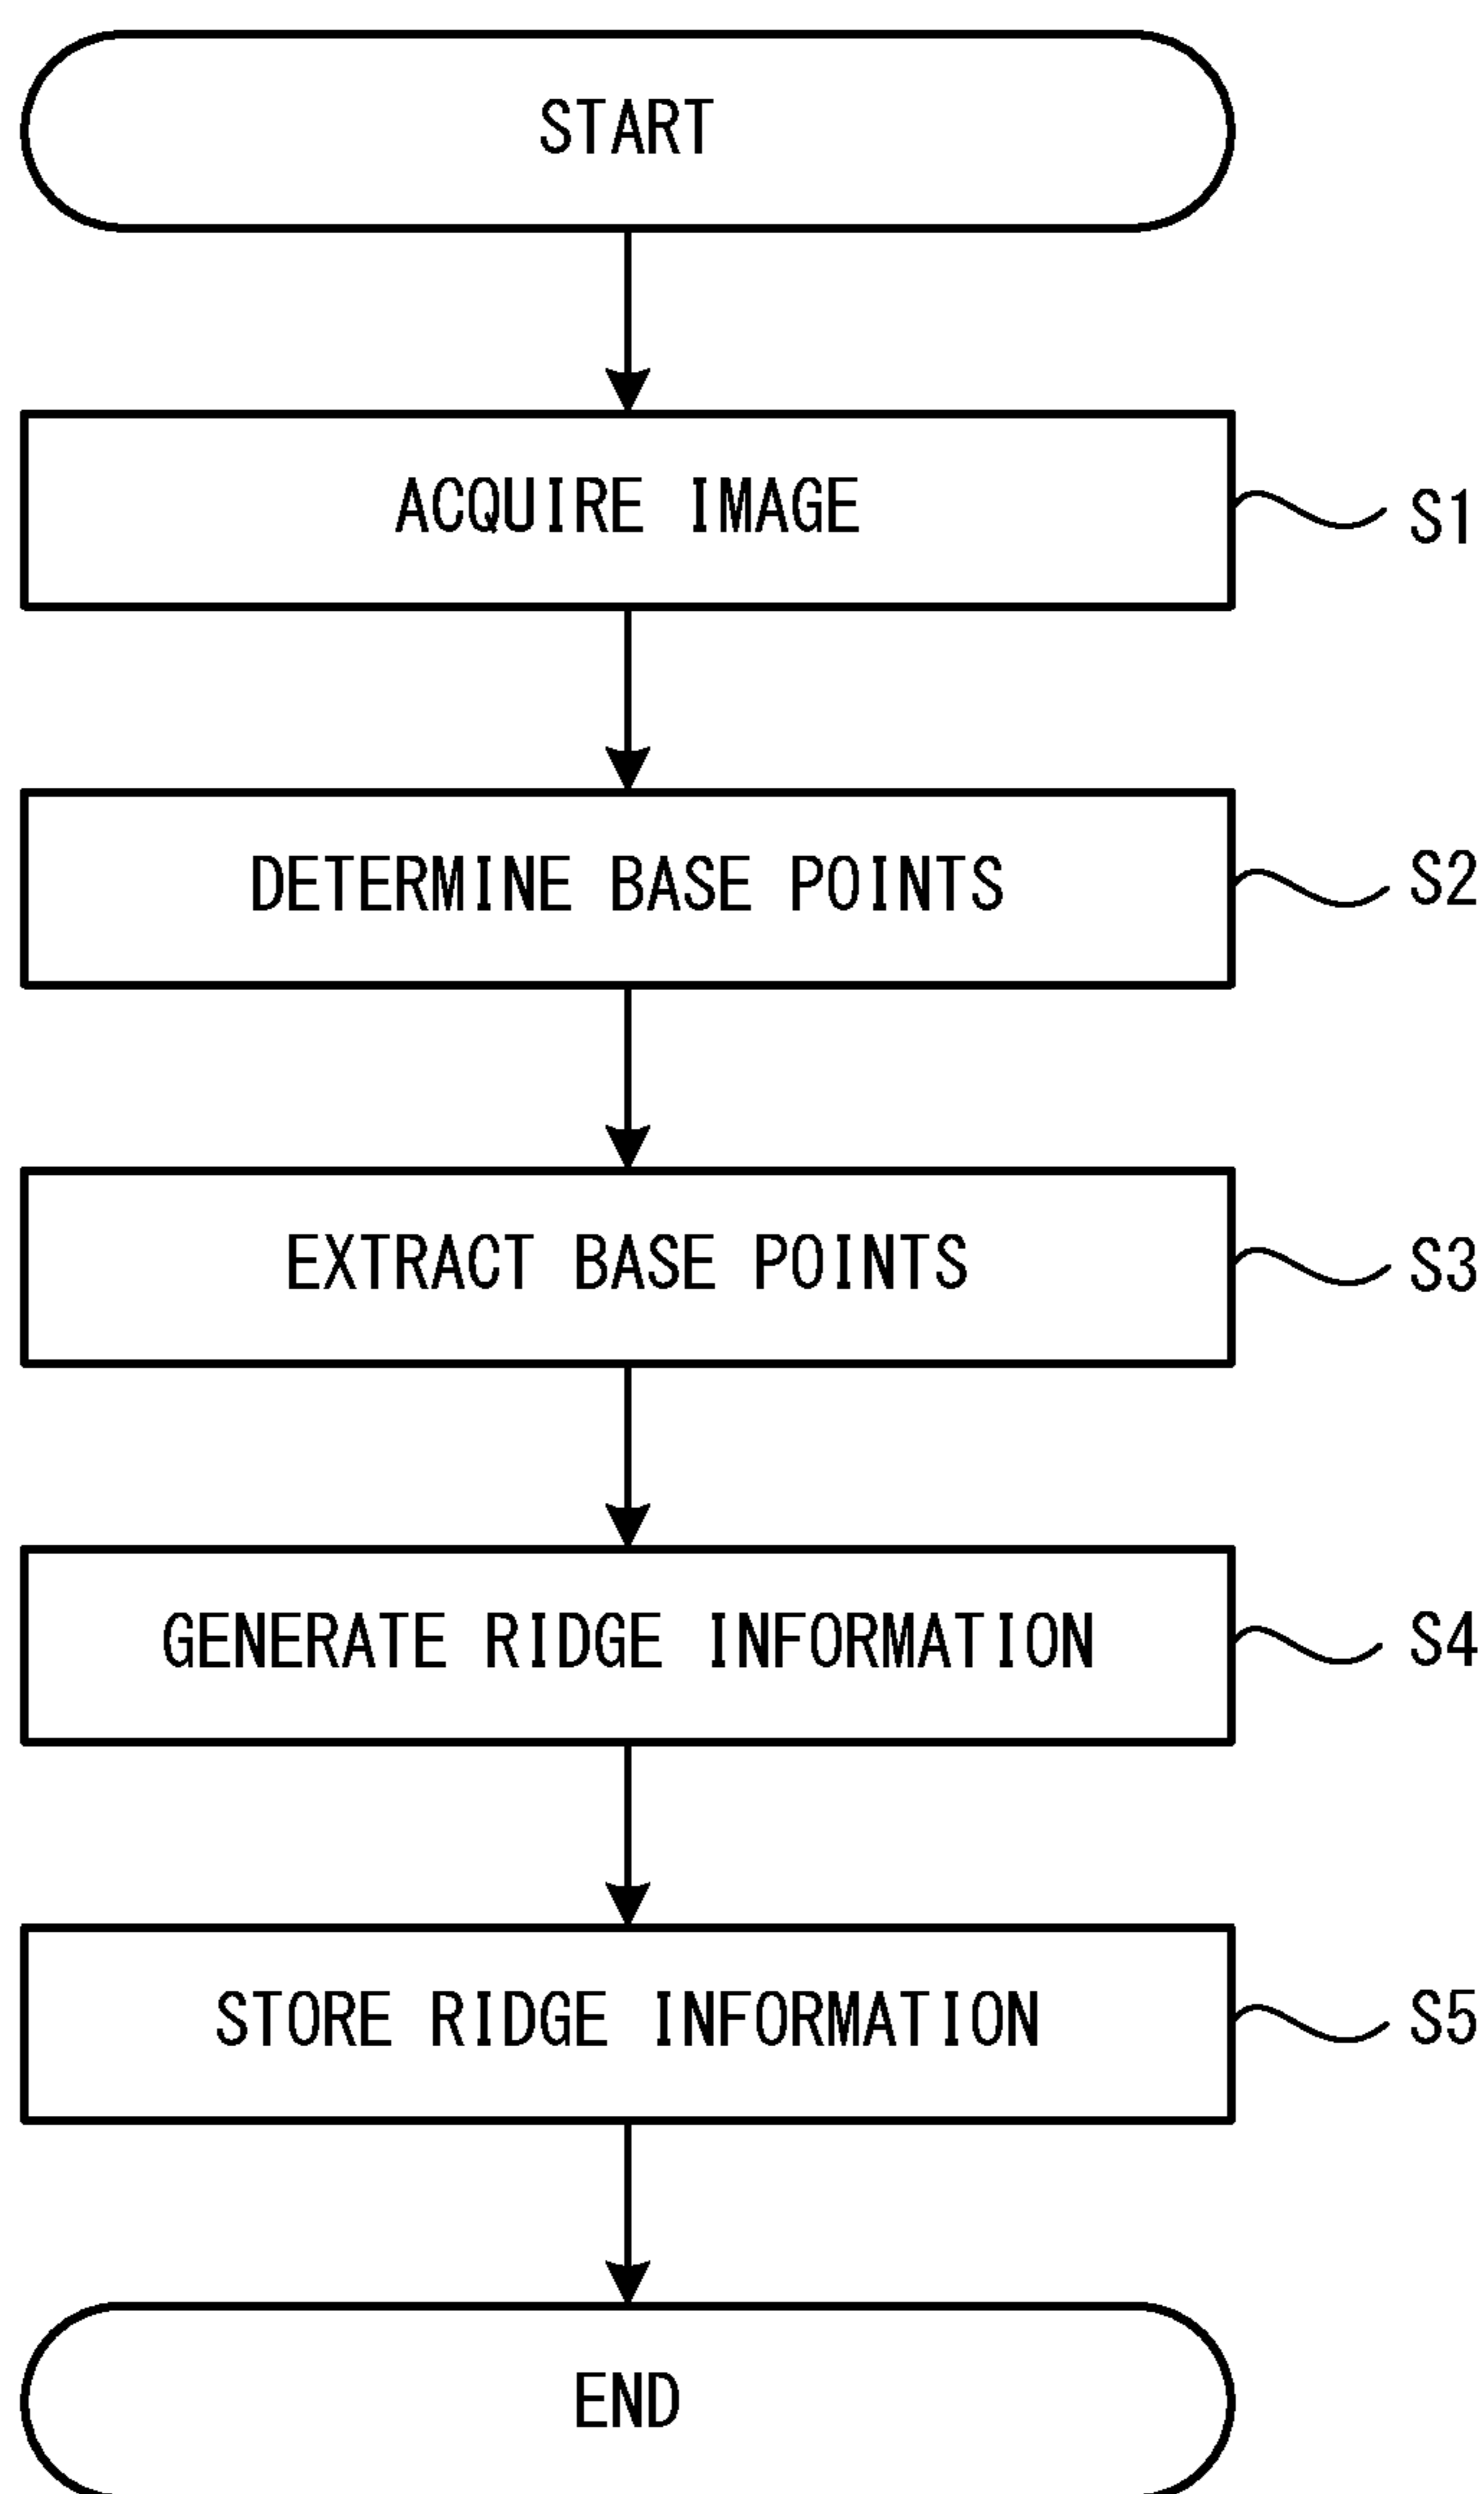 START
ACQUIRE IMAGE
S1
DETERMINE BASE POINTS
S2
EXTRACT BASE POINTS
S3
GENERATE RIDGE INFORMATION
S4
STORE RIDGE INFORMATION
S5
END